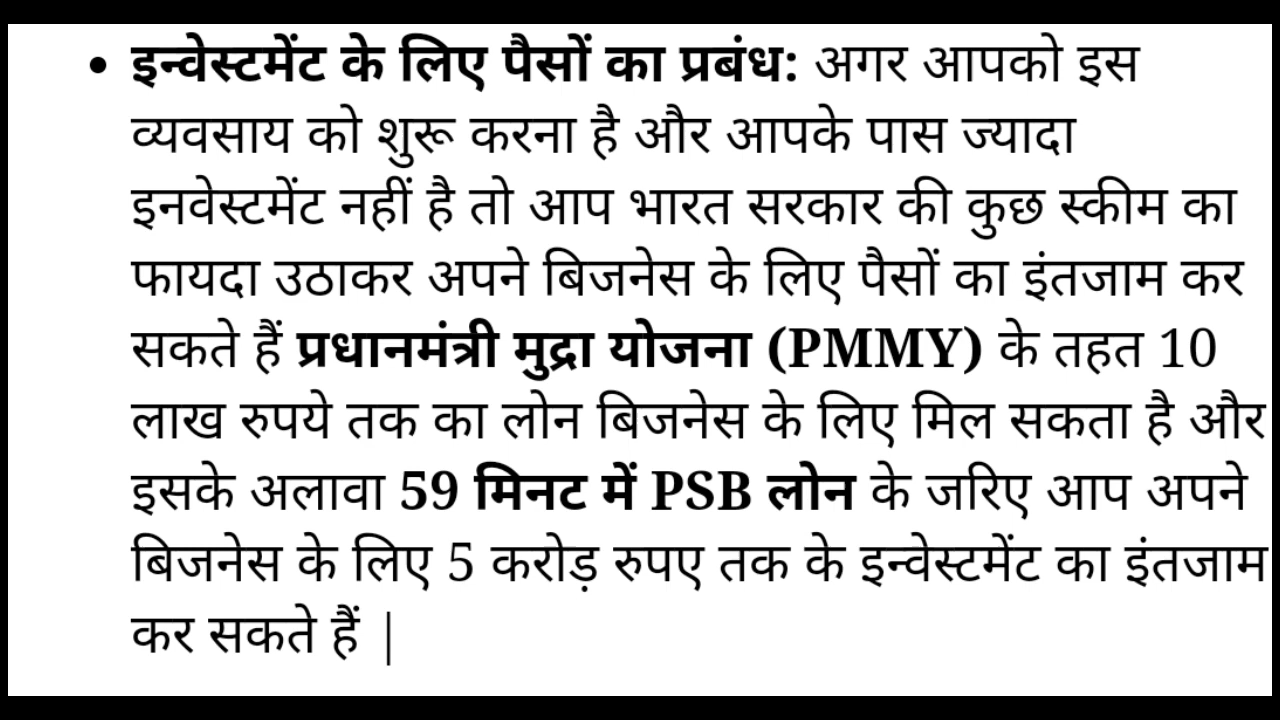 • इन्वेस्टमेंट के लिए पैसों का प्रबंध: अगर आपको इस
व्यवसाय को शुरू करना है और आपके पास ज्यादा
इनवेस्टमेंट नहीं है तो आप भारत सरकार की कुछ स्कीम का
फायदा उठाकर अपने बिजनेस के लिए पैसों का इंतजाम कर
सकते हैं प्रधानमंत्री मुद्रा योजना (PMMY) के तहत 10
लाख रुपये तक का लोन बिजनेस के लिए मिल सकता है और
इसके अलावा 59 मिनट में PSB लोन के जरिए आप अपने
बिजनेस के लिए 5 करोड़ रुपए तक के इन्वेस्टमेंट का इंतजाम
कर सकते हैं |